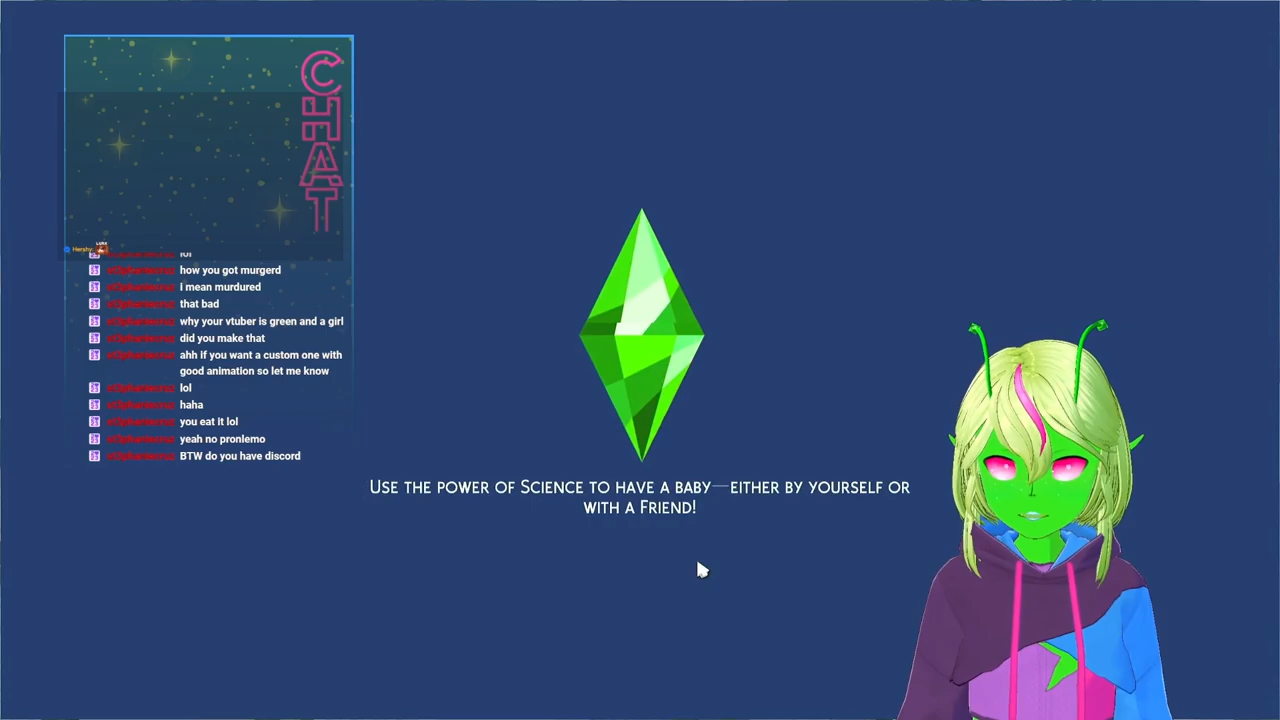 CHAT
Hershy:
lol
how you got murgerd
i mean murdured
that bad
why your vtuber is green and a girl
did you make that
ahh if you want a custom one with
good animation so let me know
lol
haha
you eat it lol
yeah no pronlemo
BTW do you have discord
Use the power of Science to have a baby—either by yourself or
with a Friend!